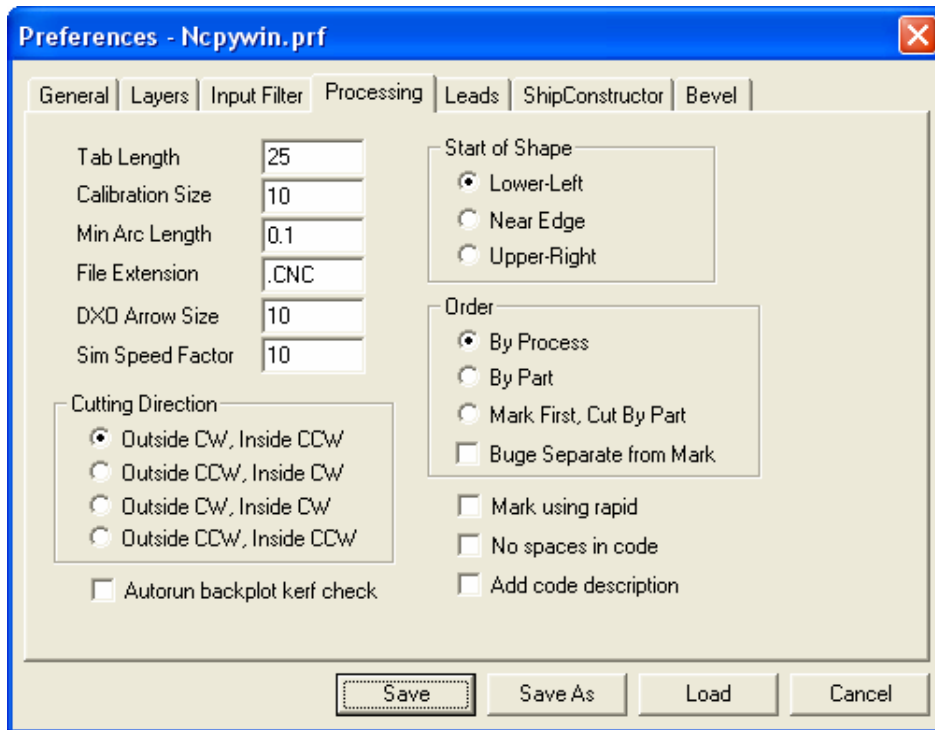 Preferences - Ncpywin.prf
General
Layers
Input Filter
Processing
Leads
ShipConstructor
Bevel
Tab Length 25
Calibration Size 10
Min Arc Length 0.1
File Extension .CNC
DXO Arrow Size 10
Sim Speed Factor 10
Cutting Direction
Outside CW, Inside CCW
Outside CCW, Inside CW
Outside CW, Inside CW
Outside CCW, Inside CCW
Autorun backplot kerf check
Start of Shape
Lower-Left
Near Edge
Upper-Right
Order
By Process
By Part
Mark First, Cut By Part
Buge Separate from Mark
Mark using rapid
No spaces in code
Add code description
Save
Save As
Load
Cancel